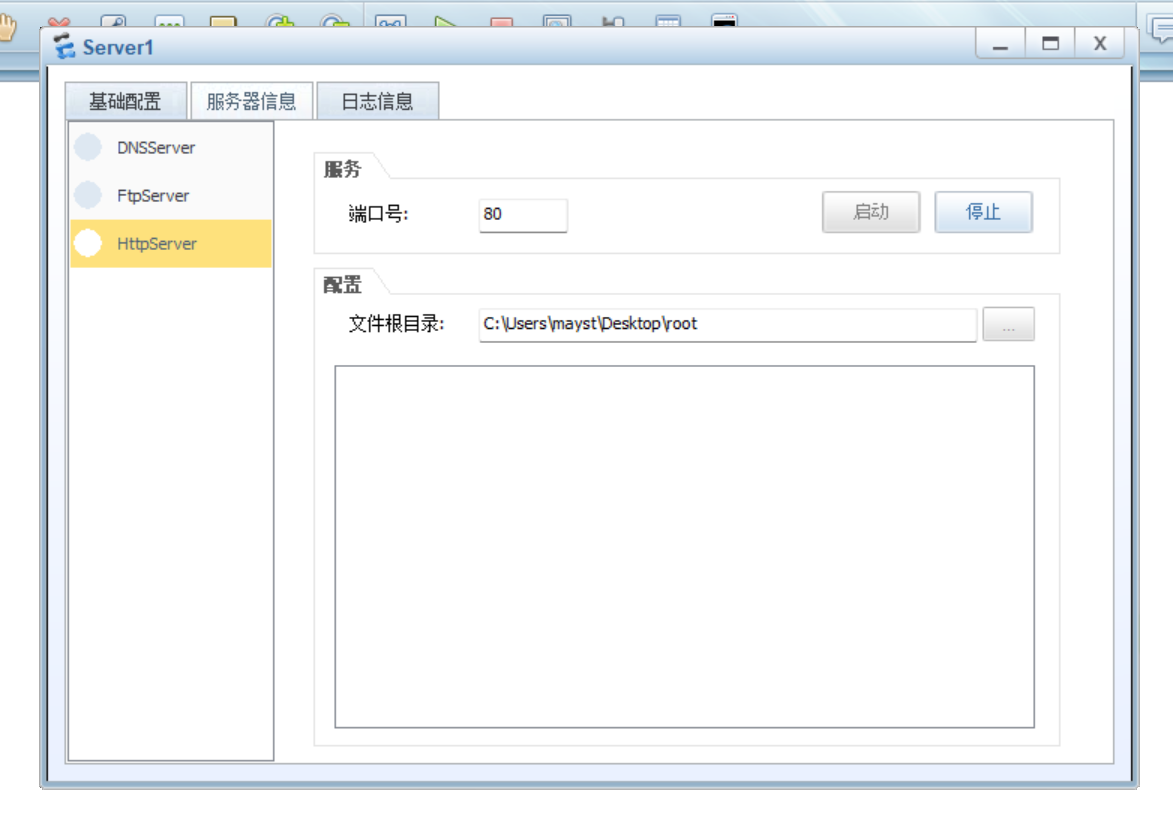 Server1
X
基础配置 服务器信息 日志信息
DNSServer
FtpServer
HttpServer
服务
端口号: 80 启动 停止
配置
文件根目录: C:\Users\mayst\Desktop\root ...